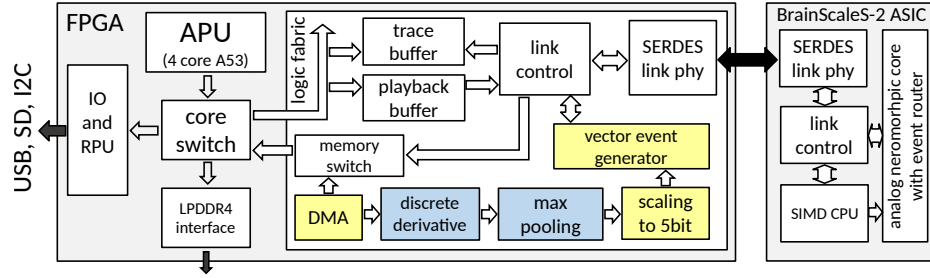 FPGA
APU
(4 core A53)
IO
and
RPU
core
switch
LPDDR4
interface
USB, SD, I2C
logic fabric
trace
buffer
playback
buffer
link
control
SERDES
link phy
memory
switch
vector event
generator
DMA
discrete
derivative
max
pooling
scaling
to 5bit
BrainScaleS-2 ASIC
SERDES
link phy
link
control
SIMD CPU
analog neromorhpic core
with event router